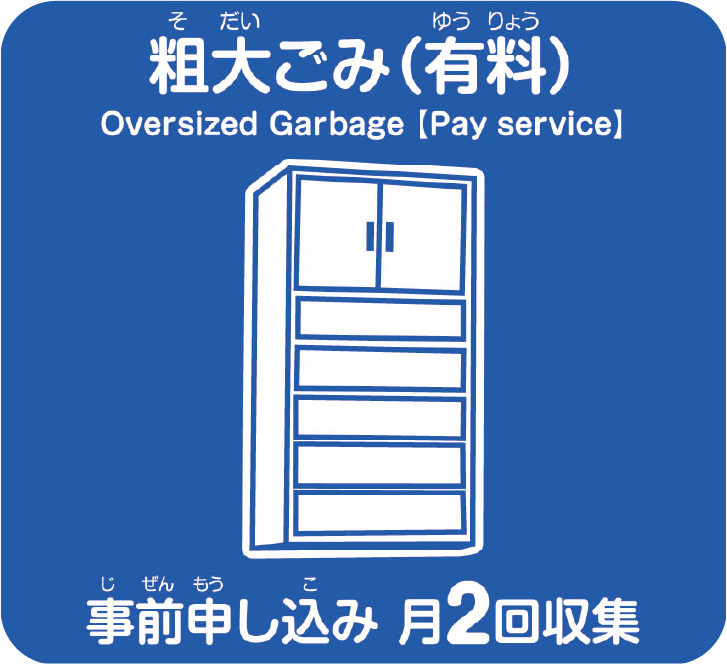 そ だい ゆう りょう
粗大ごみ（有料）
Oversized Garbage【Pay service】
じ ぜん もう こ
事前申し込み 月2回収集